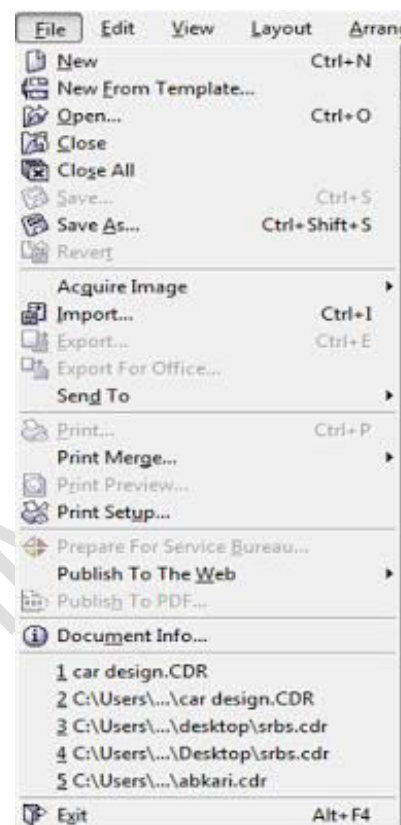 File Edit View Layout Arran
New Ctrl+N
New From Template...
Open... Ctrl+O
Close
Close All
Save... Ctrl+S
Save As... Ctrl+Shift+S
Revert
Acquire Image
Import... Ctrl+I
Export... Ctrl+E
Export For Office...
Send To
Print... Ctrl+P
Print Merge...
Print Preview...
Print Setup...
Prepare For Service Bureau...
Publish To The Web
Publish To PDF...
Document Info...
1 car design.CDR
2 C:\Users\...\car design.CDR
3 C:\Users\...\desktop\srbs.cdr
4 C:\Users\...\Desktop\srbs.cdr
5 C:\Users\...\abkari.cdr
Exit Alt+F4